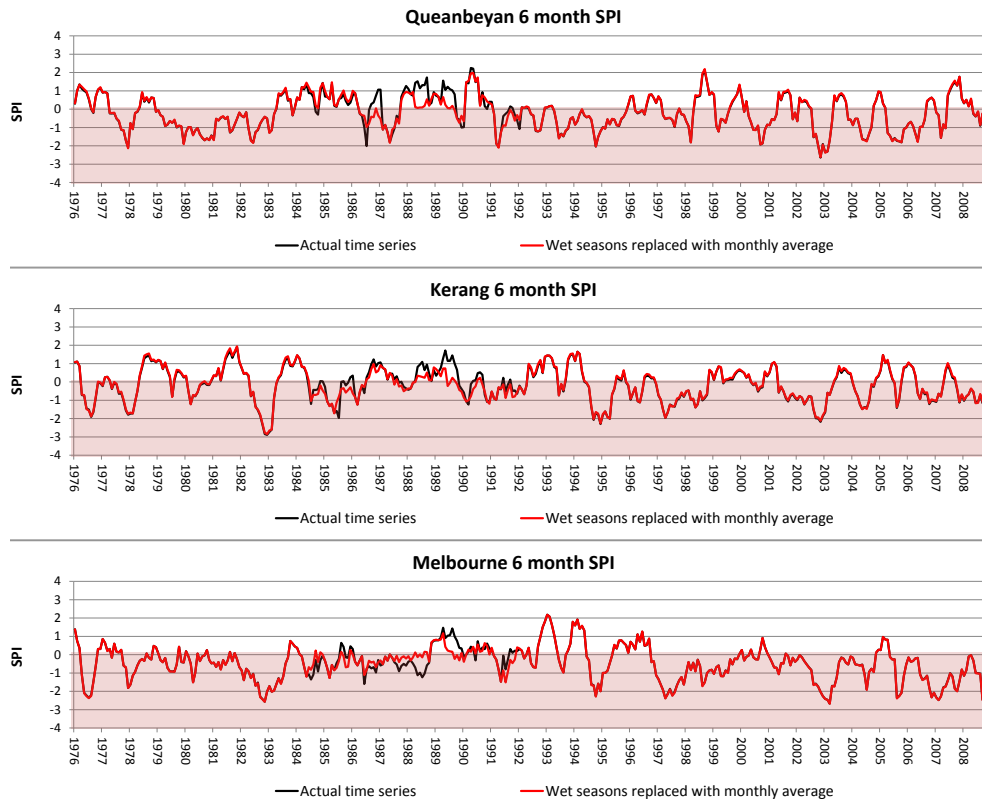 Queanbeyan 6 month SPI
SPI
4
3
2
1
0
-1
-2
-3
-4
1976 1977 1978 1979 1980 1981 1982 1983 1984 1985 1986 1987 1988 1989 1990 1991 1992 1993 1994 1995 1996 1997 1998 1999 2000 2001 2002 2003 2004 2005 2006 2007 2008
Actual time series Wet seasons replaced with monthly average
Kerang 6 month SPI
SPI
4
3
2
1
0
-1
-2
-3
-4
1976 1977 1978 1979 1980 1981 1982 1983 1984 1985 1986 1987 1988 1989 1990 1991 1992 1993 1994 1995 1996 1997 1998 1999 2000 2001 2002 2003 2004 2005 2006 2007 2008
Actual time series Wet seasons replaced with monthly average
Melbourne 6 month SPI
SPI
4
3
2
1
0
-1
-2
-3
-4
1976 1977 1978 1979 1980 1981 1982 1983 1984 1985 1986 1987 1988 1989 1990 1991 1992 1993 1994 1995 1996 1997 1998 1999 2000 2001 2002 2003 2004 2005 2006 2007 2008
Actual time series Wet seasons replaced with monthly average